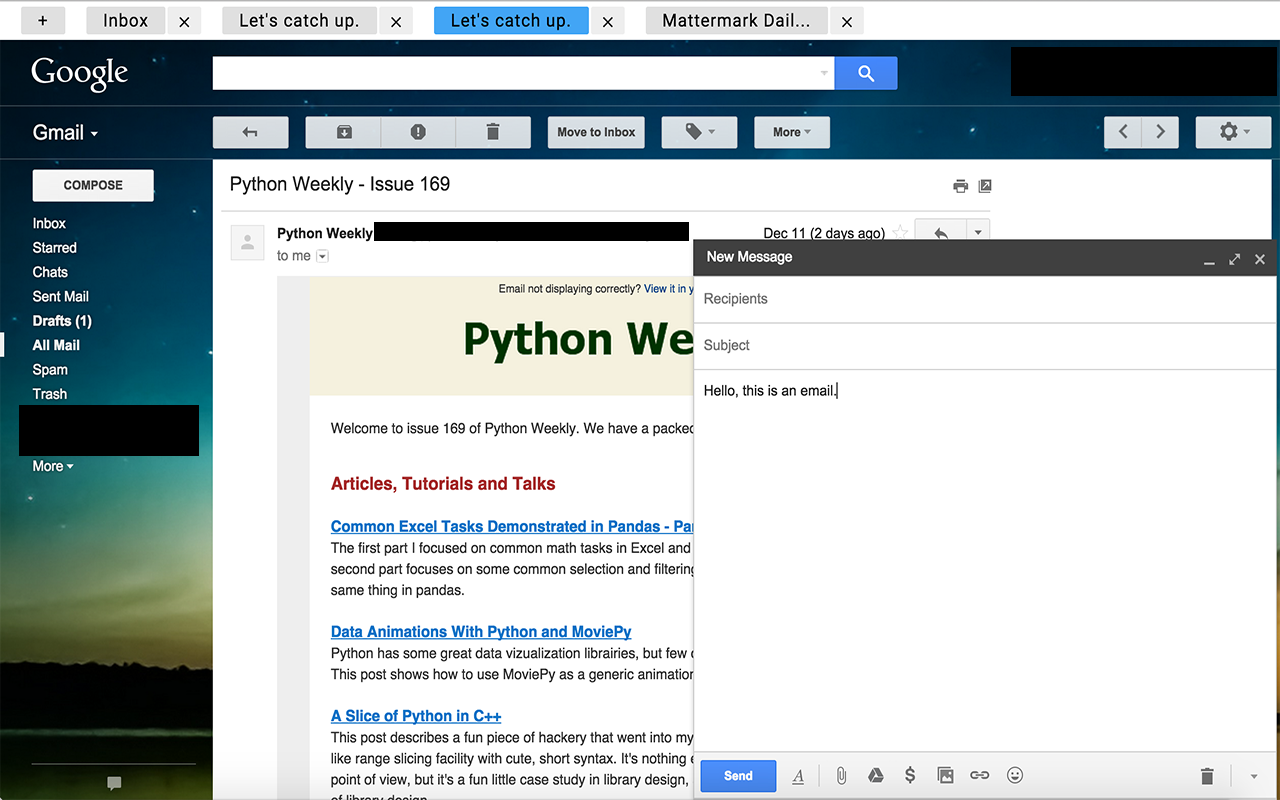 + Inbox × Let's catch up. × Let's catch up. × Mattermark Dail... ×
Google
Gmail
Move to Inbox
More
COMPOSE
Inbox
Starred
Chats
Sent Mail
Drafts (1)
All Mail
Spam
Trash
More
Python Weekly - Issue 169
Python Weekly
Dec 11 (2 days ago)
to me
Email not displaying correctly? View it in y
Python We
Welcome to issue 169 of Python Weekly. We have a packed
Articles, Tutorials and Talks
Common Excel Tasks Demonstrated in Pandas - Par
The first part I focused on common math tasks in Excel and
second part focuses on some common selection and filtering
same thing in pandas.
Data Animations With Python and MoviePy
Python has some great data vizualization librairies, but few
This post shows how to use MoviePy as a generic animation
A Slice of Python in C++
This post describes a fun piece of hackery that went into my
like range slicing facility with cute, short syntax. It's nothing
point of view, but it's a fun little case study in library design,
of library design
New Message
Recipients
Subject
Hello, this is an email.
Send